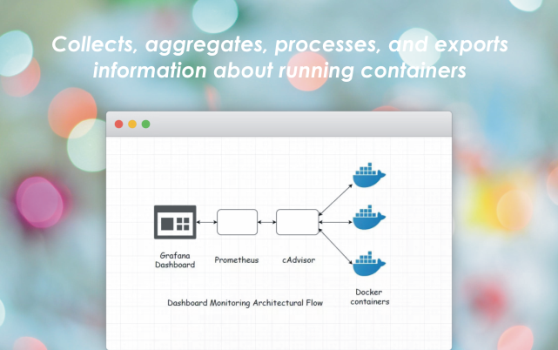 Collects, aggregates, processes, and exports
information about running containers
Grafana
Dashboard
Prometheus
cAdvisor
Docker
containers
Dashboard Monitoring Architectural Flow